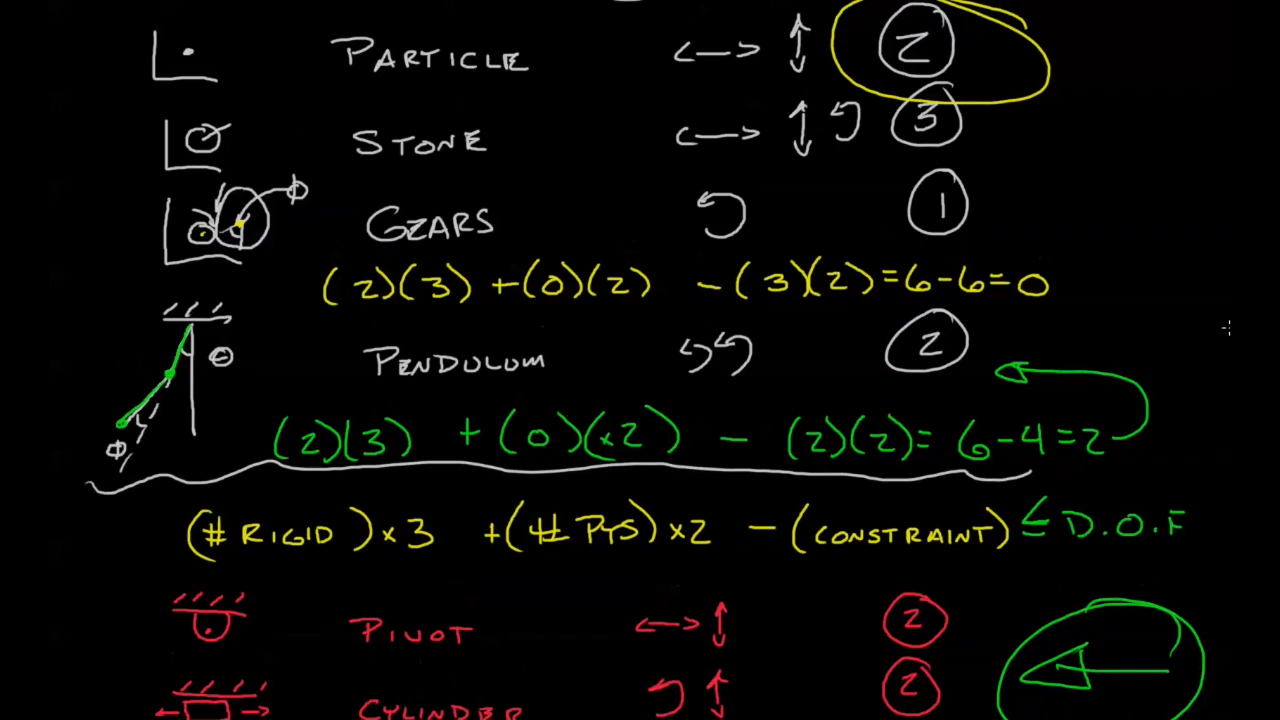 PARTICLE 2
STONE 3
ϕ
GEARS 1
(2)(3) +(0)(2) -(3)(2)=6-6=0
θ PENDULUM 2
ϕ (2)(3) + (0)(×2) - (2)(2)= 6-4=2
(# RIGID)×3 +(# PTS)×2 -(CONSTRAINT) ≤ D.O.F
PIVOT 2
CYLINDER 2